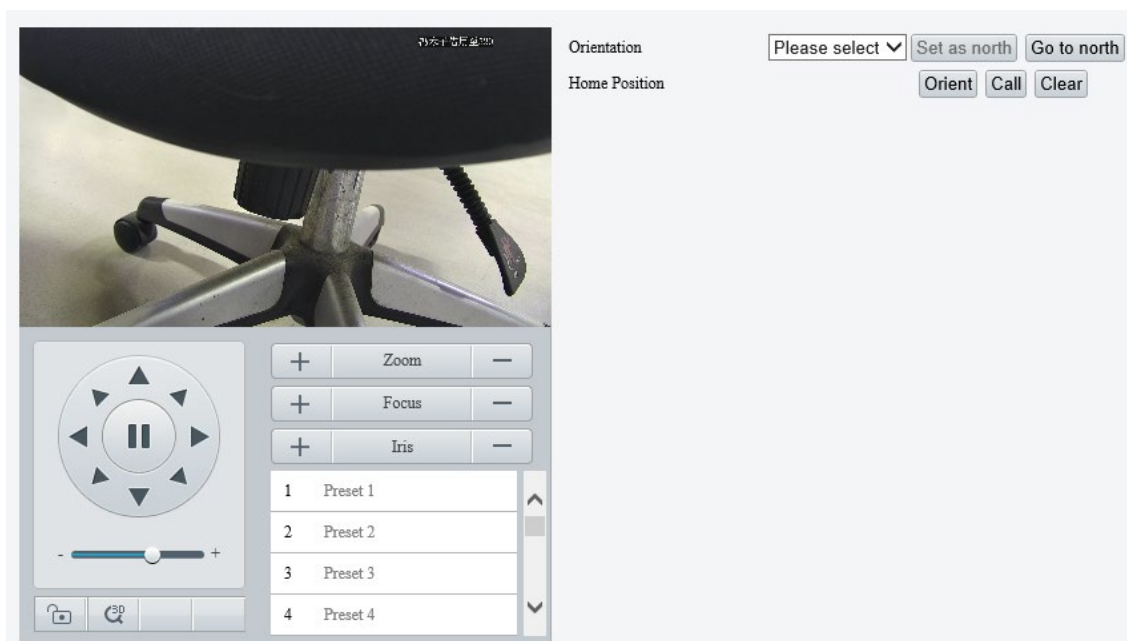 Orientation
Please select
Set as north
Go to north
Home Position
Orient
Call
Clear
+ Zoom −
+ Focus −
+ Iris −
1 Preset 1
2 Preset 2
3 Preset 3
4 Preset 4
- +
3D